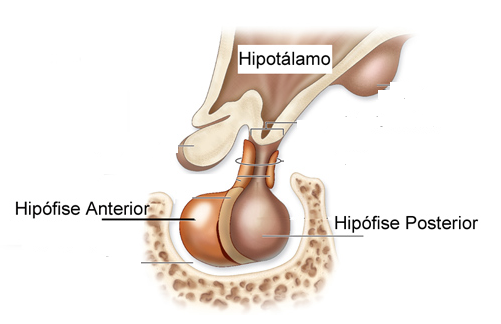 Hipotálamo
Hipófise Anterior
Hipófise Posterior